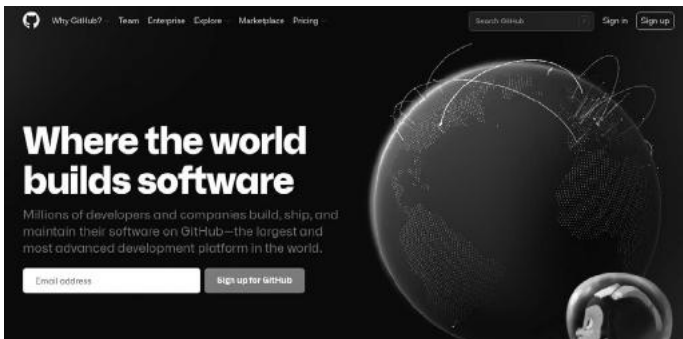 Why GitHub? Team Enterprise Explore Marketplace Pricing Search GitHub Sign in Sign up
Where the world
builds software
Millions of developers and companies build, ship, and
maintain their software on GitHub—the largest and
most advanced development platform in the world.
Email address Sign up for GitHub